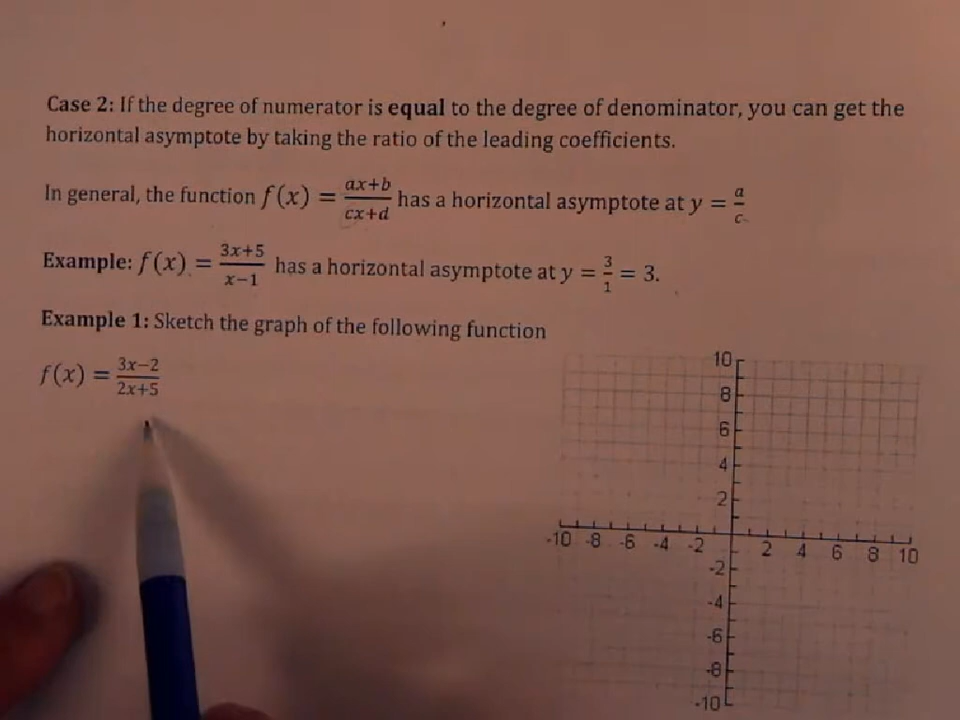 Case 2: If the degree of numerator is equal to the degree of denominator, you can get the
horizontal asymptote by taking the ratio of the leading coefficients.
In general, the function f(x) = ax+b/cx+d has a horizontal asymptote at y = a/c
Example: f(x) = 3x+5/x−1 has a horizontal asymptote at y = 3/1 = 3.
Example 1: Sketch the graph of the following function
f(x) = 3x−2/2x+5
10
8
6
4
2
-10 -8 -6 -4 -2 2 4 6 8 10
-2
-4
-6
-8
-10